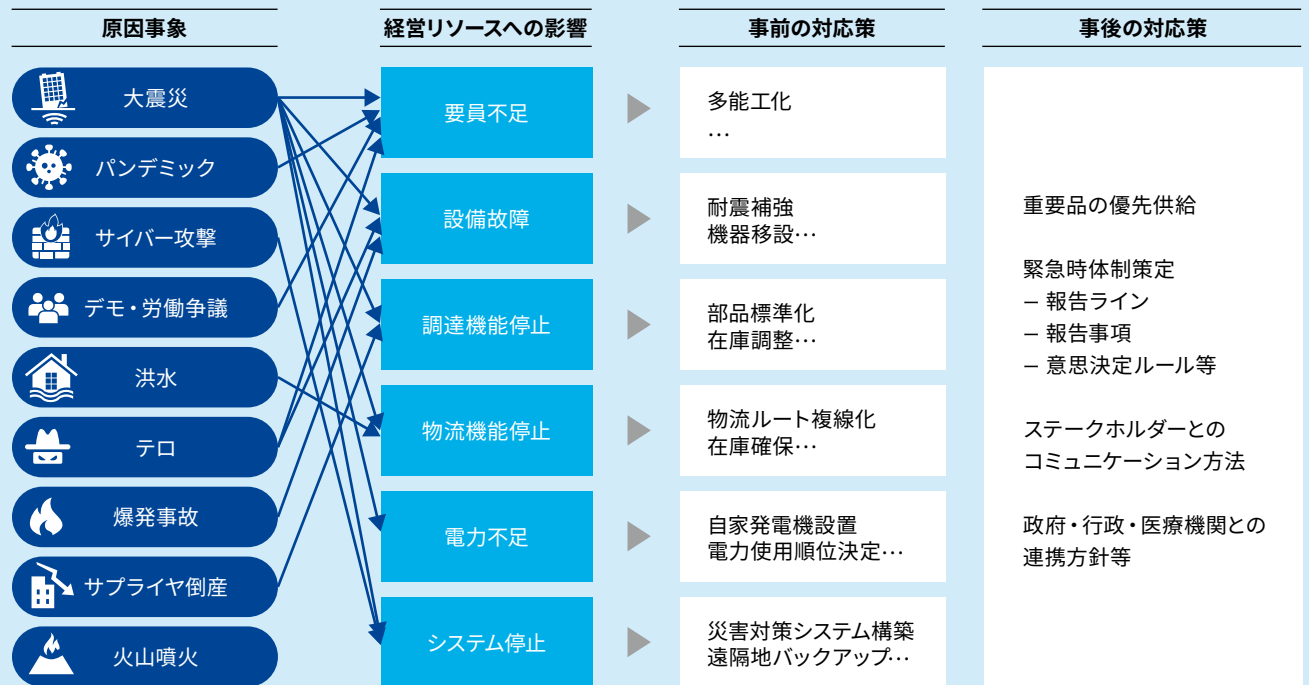 原因事象
経営リソースへの影響
事前の対応策
事後の対応策
大震災
パンデミック
サイバー攻撃
デモ・労働争議
洪水
テロ
爆発事故
サプライヤ倒産
火山噴火
要員不足
設備故障
調達機能停止
物流機能停止
電力不足
システム停止
多能工化
…
耐震補強
機器移設…
部品標準化
在庫調整…
物流ルート複線化
在庫確保…
自家発電機設置
電力使用順位決定…
災害対策システム構築
遠隔地バックアップ…
重要品の優先供給
緊急時体制策定
– 報告ライン
– 報告事項
– 意思決定ルール等
ステークホルダーとの
コミュニケーション方法
政府・行政・医療機関との
連携方針等